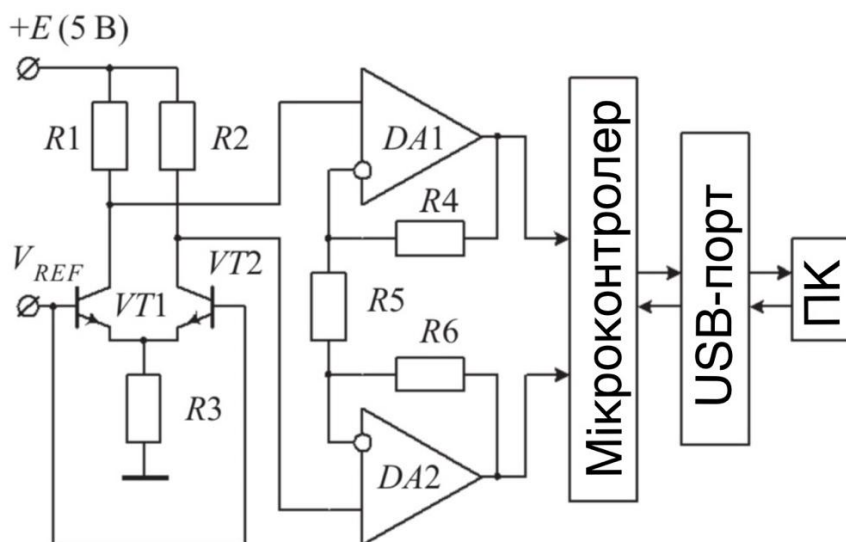 +E (5 В)
R1
R2
DA1
R4
V_REF
VT1
VT2
R5
R6
R3
DA2
Мікроконтролер
USB-порт
ПК